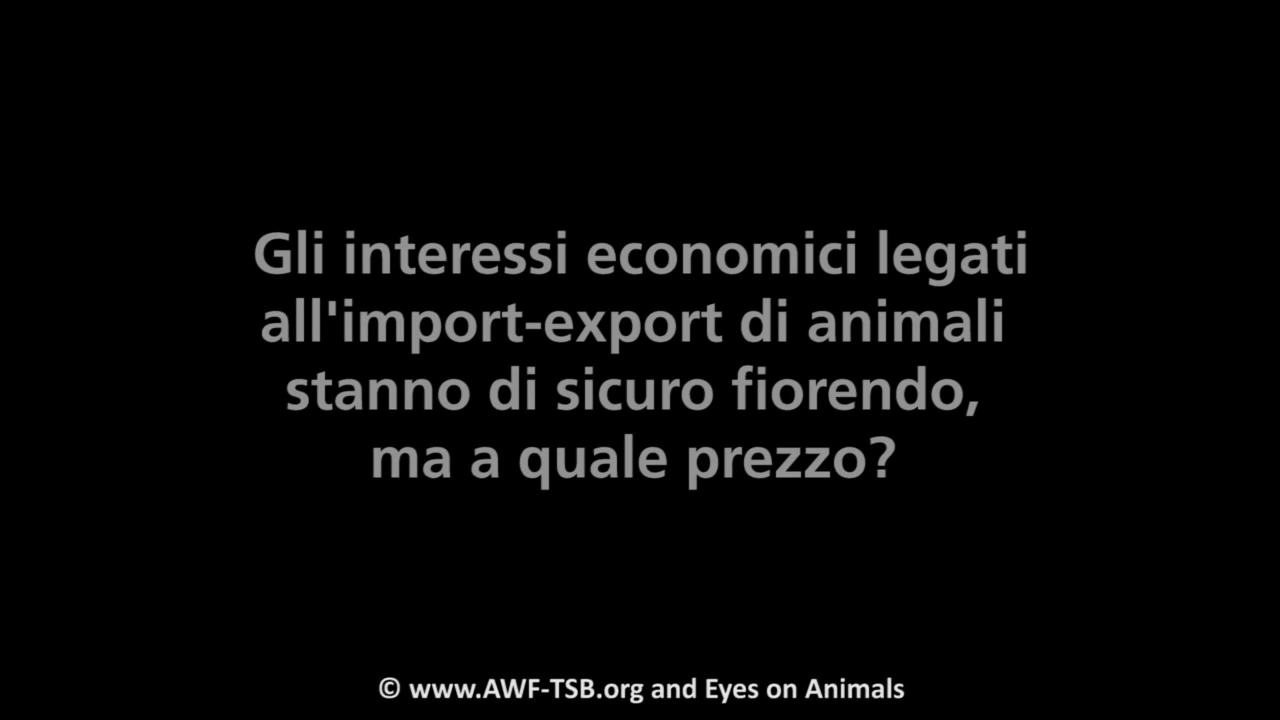 Gli interessi economici legati
all'import-export di animali
stanno di sicuro fiorendo,
ma a quale prezzo?
© www.AWF-TSB.org and Eyes on Animals